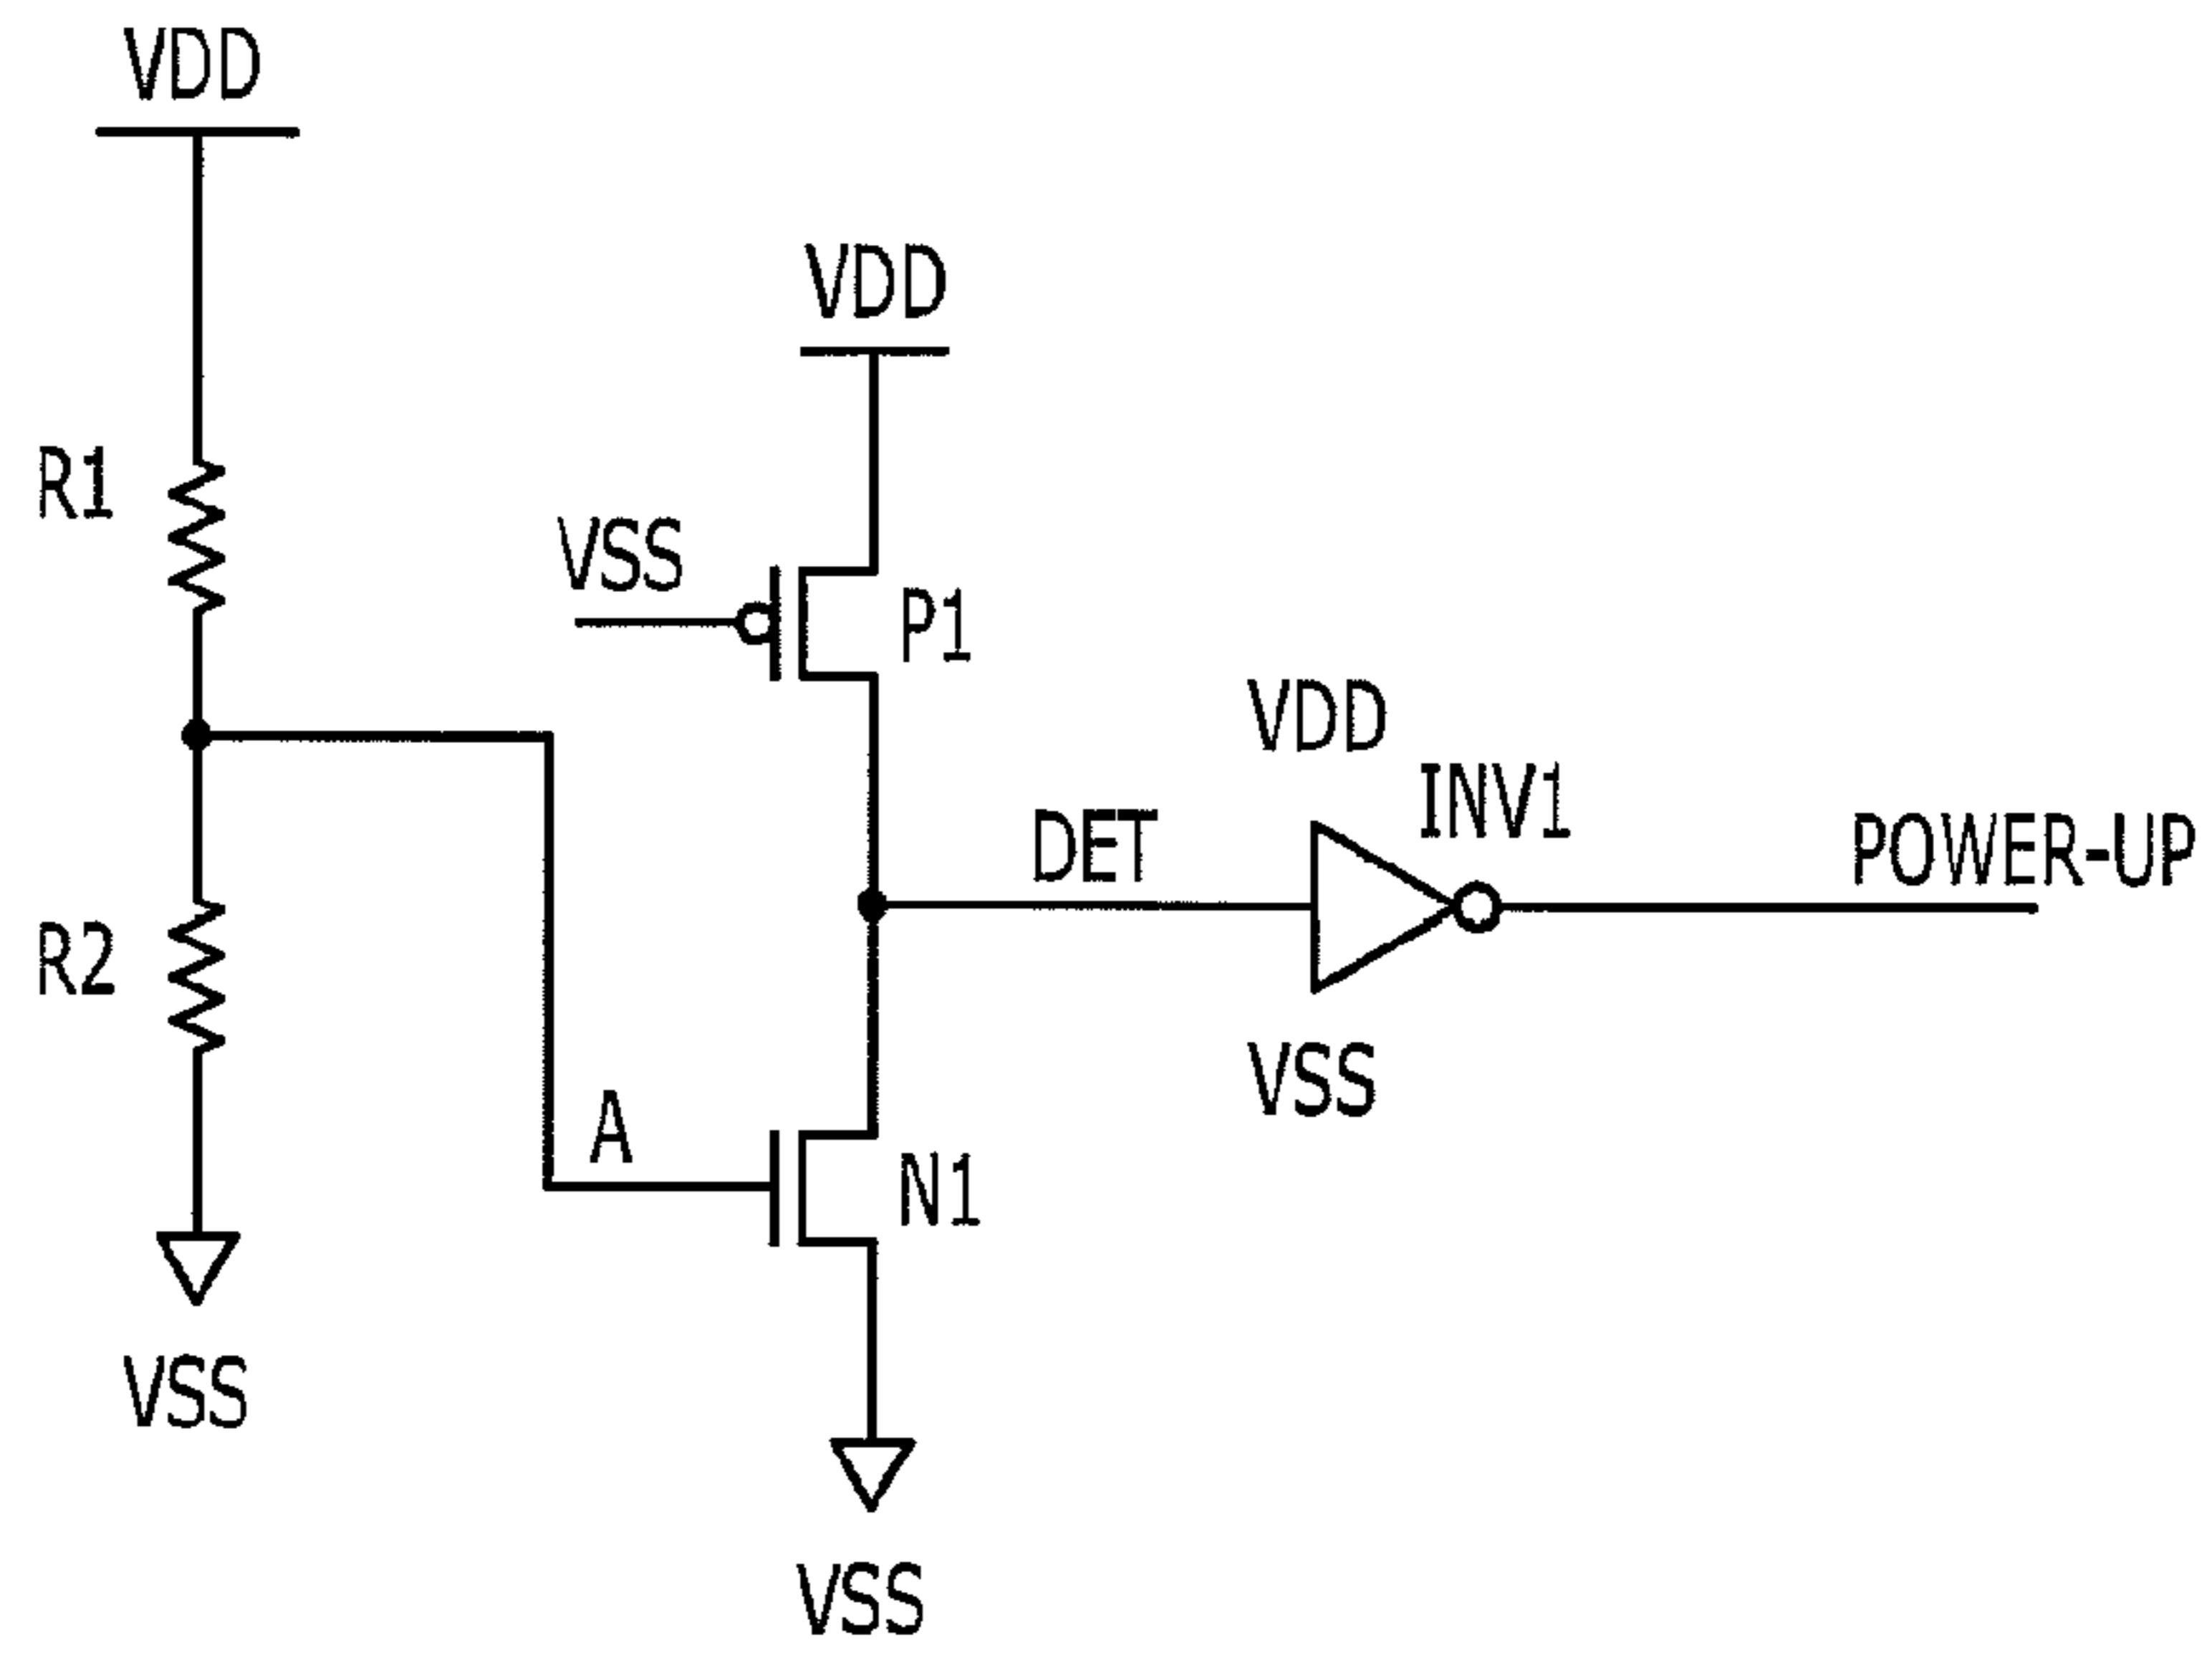 VDD
VDD
R1
VSS
P1
VDD
INV1
DET
POWER-UP
R2
VSS
A
N1
VSS
VSS